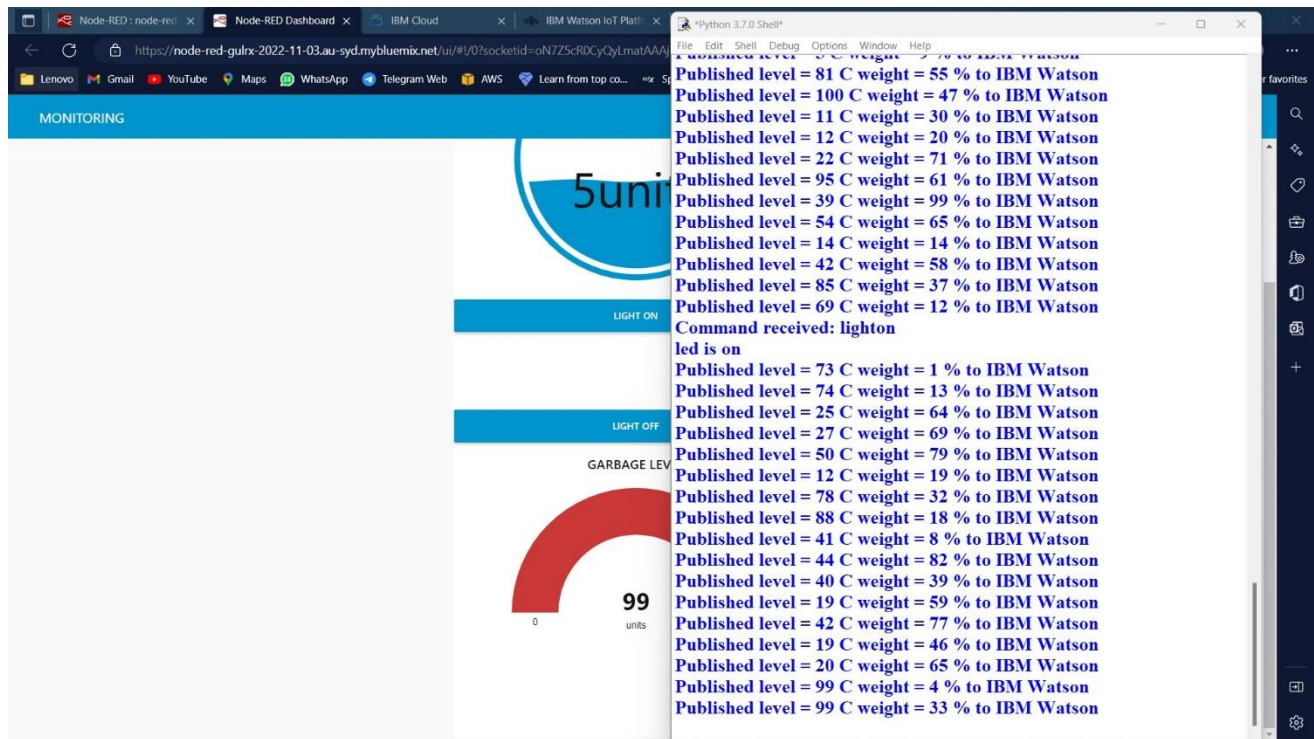 Node-RED : node-red
Node-RED Dashboard
IBM Cloud
IBM Watson IoT Platf
https://node-red-gulrx-2022-11-03.au-syd.mybluemix.net/ui/#!/0?socketid=oN7Z5cR0CyQyLmatAAAj
Lenovo
Gmail
YouTube
Maps
WhatsApp
Telegram Web
AWS
Learn from top co...
Sp
r favorites
MONITORING
5unit
LIGHT ON
LIGHT OFF
GARBAGE LEV
99
0
units
*Python 3.7.0 Shell*
File Edit Shell Debug Options Window Help
Published level = 81 C weight = 55 % to IBM Watson
Published level = 100 C weight = 47 % to IBM Watson
Published level = 11 C weight = 30 % to IBM Watson
Published level = 12 C weight = 20 % to IBM Watson
Published level = 22 C weight = 71 % to IBM Watson
Published level = 95 C weight = 61 % to IBM Watson
Published level = 39 C weight = 99 % to IBM Watson
Published level = 54 C weight = 65 % to IBM Watson
Published level = 14 C weight = 14 % to IBM Watson
Published level = 42 C weight = 58 % to IBM Watson
Published level = 85 C weight = 37 % to IBM Watson
Published level = 69 C weight = 12 % to IBM Watson
Command received: lighton
led is on
Published level = 73 C weight = 1 % to IBM Watson
Published level = 74 C weight = 13 % to IBM Watson
Published level = 25 C weight = 64 % to IBM Watson
Published level = 27 C weight = 69 % to IBM Watson
Published level = 50 C weight = 79 % to IBM Watson
Published level = 12 C weight = 19 % to IBM Watson
Published level = 78 C weight = 32 % to IBM Watson
Published level = 88 C weight = 18 % to IBM Watson
Published level = 41 C weight = 8 % to IBM Watson
Published level = 44 C weight = 82 % to IBM Watson
Published level = 40 C weight = 39 % to IBM Watson
Published level = 19 C weight = 59 % to IBM Watson
Published level = 42 C weight = 77 % to IBM Watson
Published level = 19 C weight = 46 % to IBM Watson
Published level = 20 C weight = 65 % to IBM Watson
Published level = 99 C weight = 4 % to IBM Watson
Published level = 99 C weight = 33 % to IBM Watson